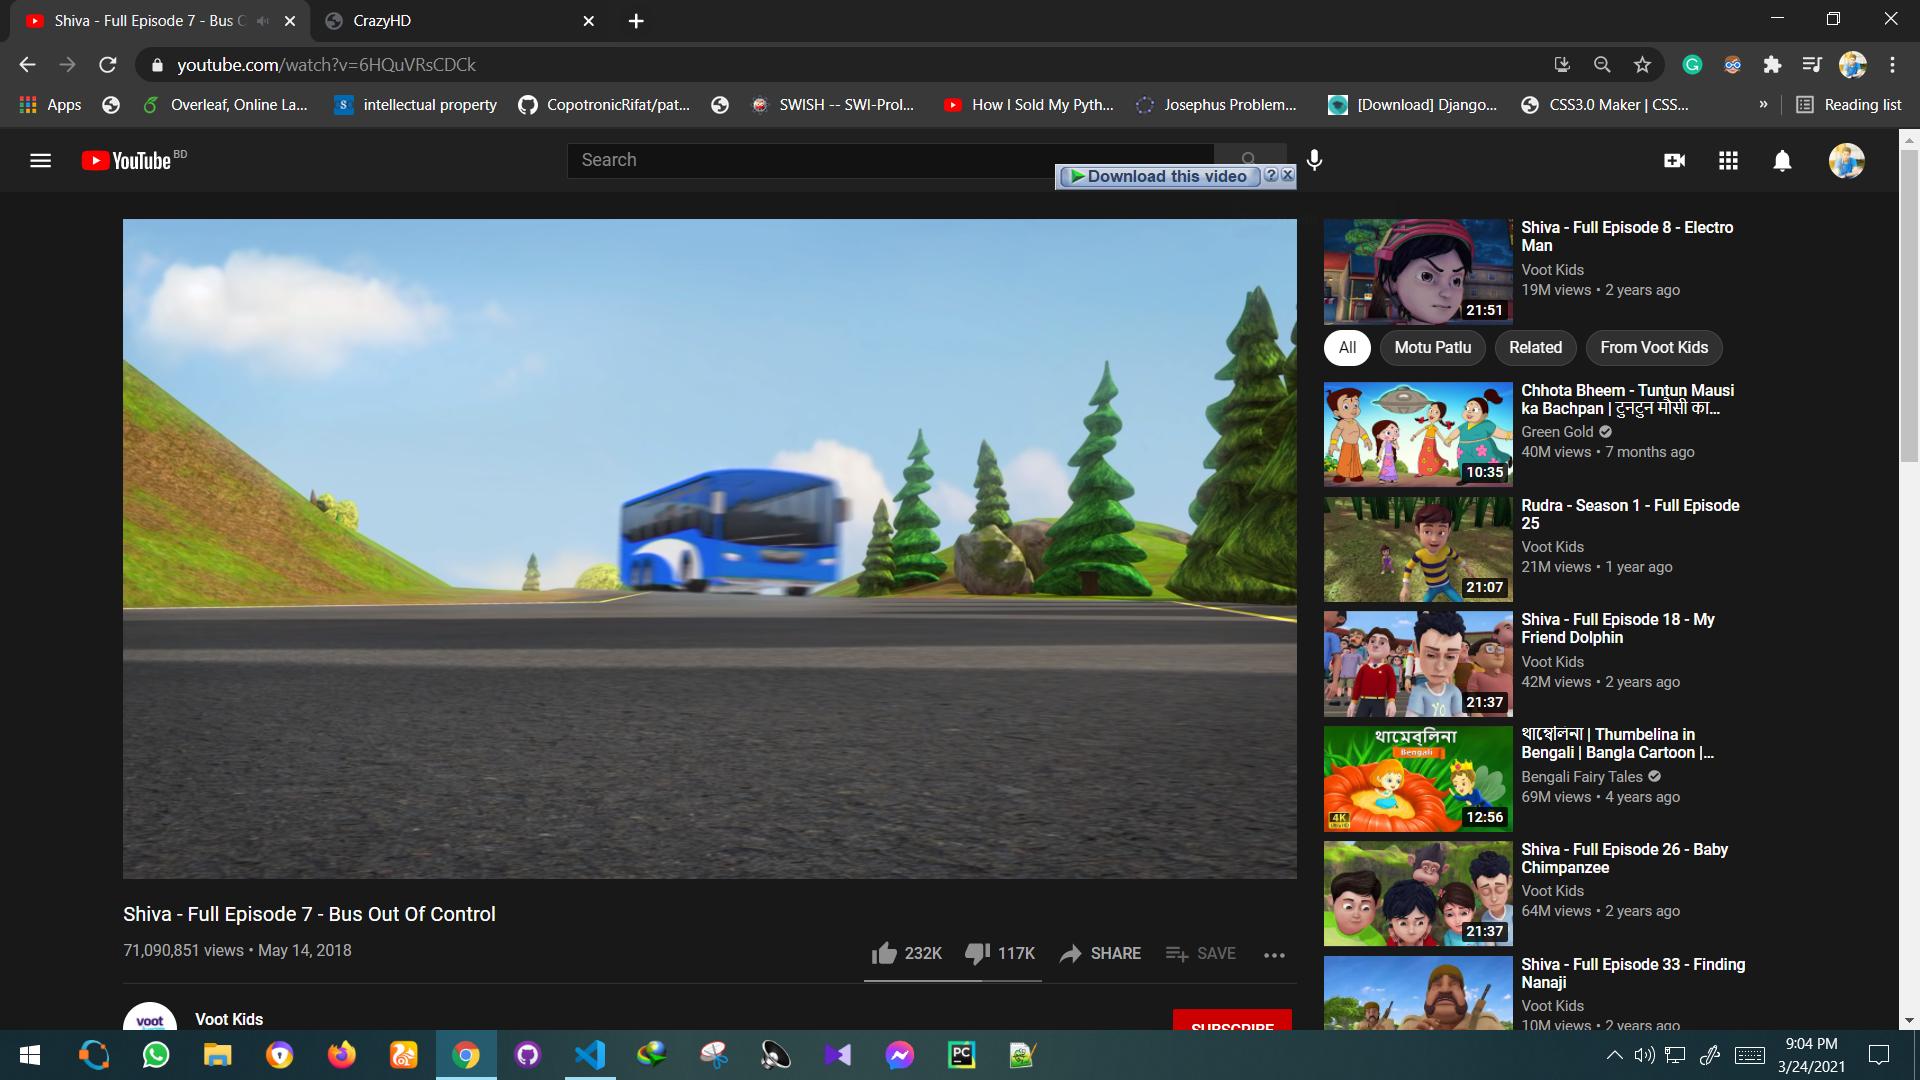 Shiva - Full Episode 7 - Bus
CrazyHD
youtube.com/watch?v=6HQuVRsCDCk
Apps
Overleaf, Online La...
intellectual property
CopotronicRifat/pat...
SWISH -- SWI-Prol...
How I Sold My Pyth...
Josephus Problem...
[Download] Django...
CSS3.0 Maker | CSS...
»
Reading list
YouTube BD
Search
Download this video
Shiva - Full Episode 8 - Electro
Man
Voot Kids
19M views • 2 years ago
21:51
All
Motu Patlu
Related
From Voot Kids
Chhota Bheem - Tuntun Mausi
ka Bachpan | टुनटुन मौसी का...
Green Gold
40M views • 7 months ago
10:35
Rudra - Season 1 - Full Episode
25
Voot Kids
21M views • 1 year ago
21:07
Shiva - Full Episode 18 - My
Friend Dolphin
Voot Kids
42M views • 2 years ago
YO
21:37
থামেবেলিনা
Bengali
4K
12:56
থাম্বেলিনা | Thumbelina in
Bengali | Bangla Cartoon |...
Bengali Fairy Tales
69M views • 4 years ago
Shiva - Full Episode 26 - Baby
Chimpanzee
Voot Kids
64M views • 2 years ago
21:37
Shiva - Full Episode 33 - Finding
Nanaji
Voot Kids
10M views • 2 years ago
Shiva - Full Episode 7 - Bus Out Of Control
71,090,851 views • May 14, 2018
232K
117K
SHARE
SAVE
voot
Voot Kids
SUBSCRIBE
PC
9:04 PM
3/24/2021